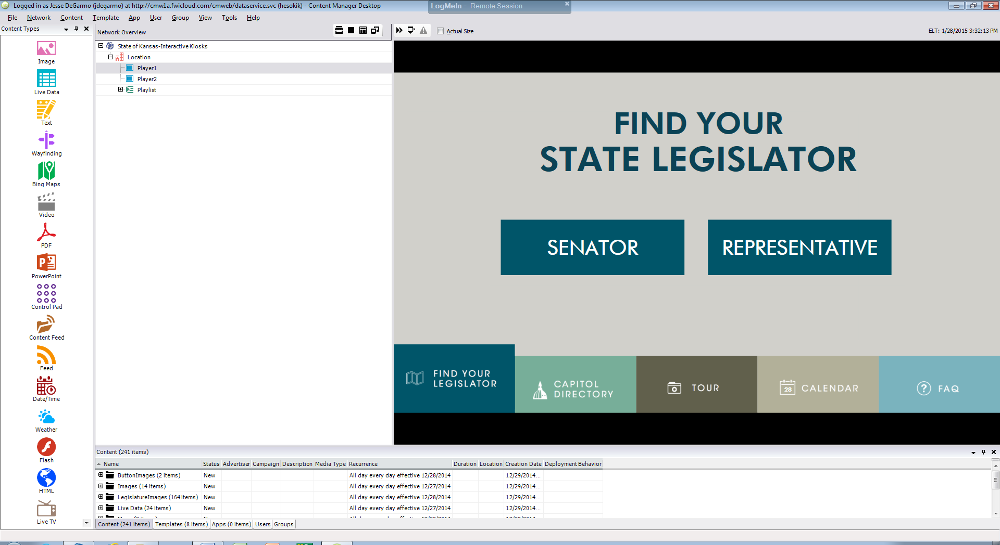 Logged in as Jesse DeGarmo (jdegarmo) at http://cmw1a.fwicloud.com/cmweb/dataservice.svc (hesokik) - Content Manager Desktop
LogMeIn - Remote Session
File Network Content Template App User Group View Tools Help
Content Types
Network Overview
Actual Size
ELT: 1/28/2015 3:32:13 PM
Image
Live Data
Text
Wayfinding
Bing Maps
Video
PDF
PowerPoint
Control Pad
Content Feed
Feed
Date/Time
Weather
Flash
HTML
Live TV
State of Kansas-Interactive Kiosks
Location
Player1
Player2
Playlist
FIND YOUR
STATE LEGISLATOR
SENATOR
REPRESENTATIVE
FIND YOUR
LEGISLATOR
CAPITOL
DIRECTORY
TOUR
28
CALENDAR
? FAQ
Content (241 items)
Name Status Advertiser Campaign Description Media Type Recurrence Duration Location Creation Date Deployment Behavior
ButtonImages (2 items) New All day every day effective 12/28/2014 12/29/2014...
Images (14 items) New All day every day effective 12/27/2014 12/29/2014...
LegislatureImages (164 items) New All day every day effective 12/28/2014 12/29/2014...
Live Data (24 items) New All day every day effective 12/27/2014 12/29/2014...
Content (241 items) Templates (8 items) Apps (0 items) Users Groups